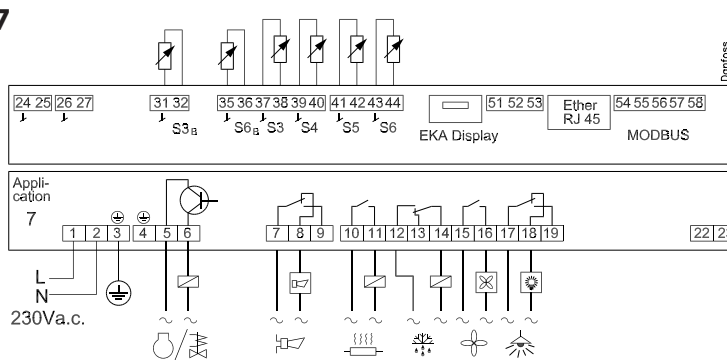 7
Danfoss
24 25 26 27 31 32 35 36 37 38 39 40 41 42 43 44 51 52 53 Ether RJ 45 54 55 56 57 58
S3B S6B S3 S4 S5 S6 EKA Display MODBUS
Appli-
cation
7
1 2 3 4 5 6 7 8 9 10 11 12 13 14 15 16 17 18 19 22
L
N
230Va.c.